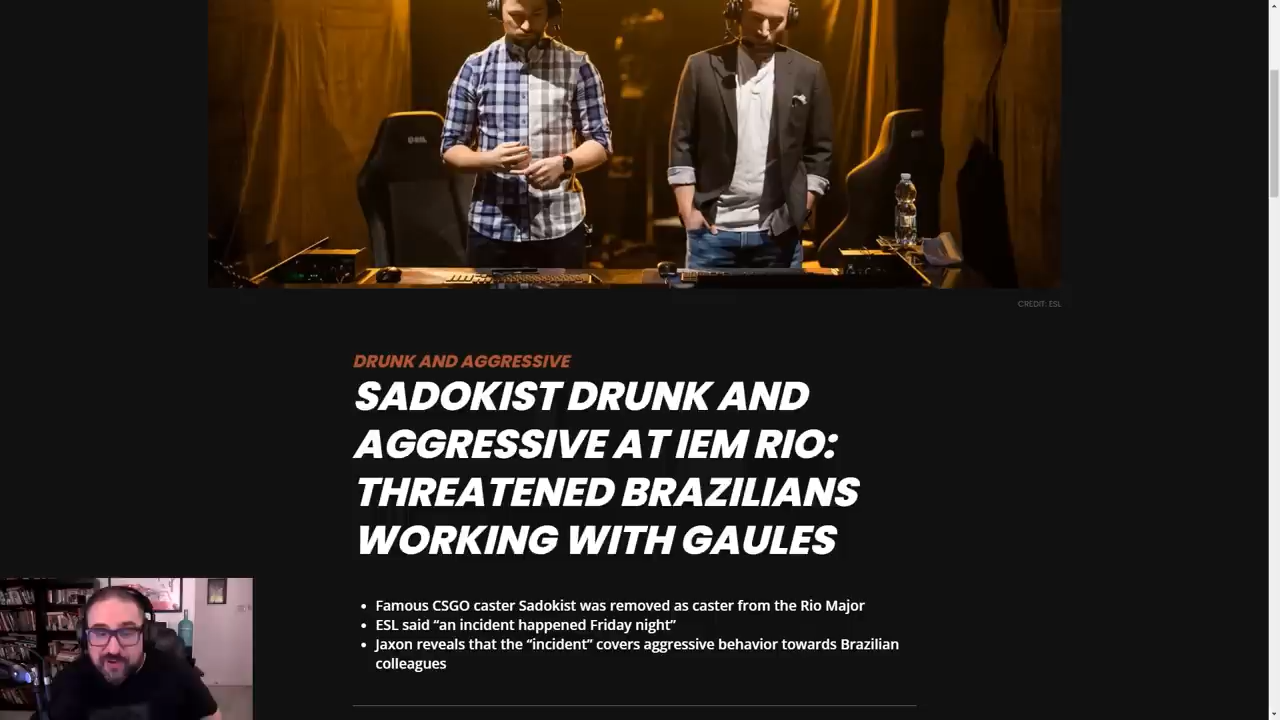 CREDIT: ESL
DRUNK AND AGGRESSIVE
SADOKIST DRUNK AND
AGGRESSIVE AT IEM RIO:
THREATENED BRAZILIANS
WORKING WITH GAULES
• Famous CSGO caster Sadokist was removed as caster from the Rio Major
• ESL said “an incident happened Friday night”
• Jaxon reveals that the “incident” covers aggressive behavior towards Brazilian
colleagues